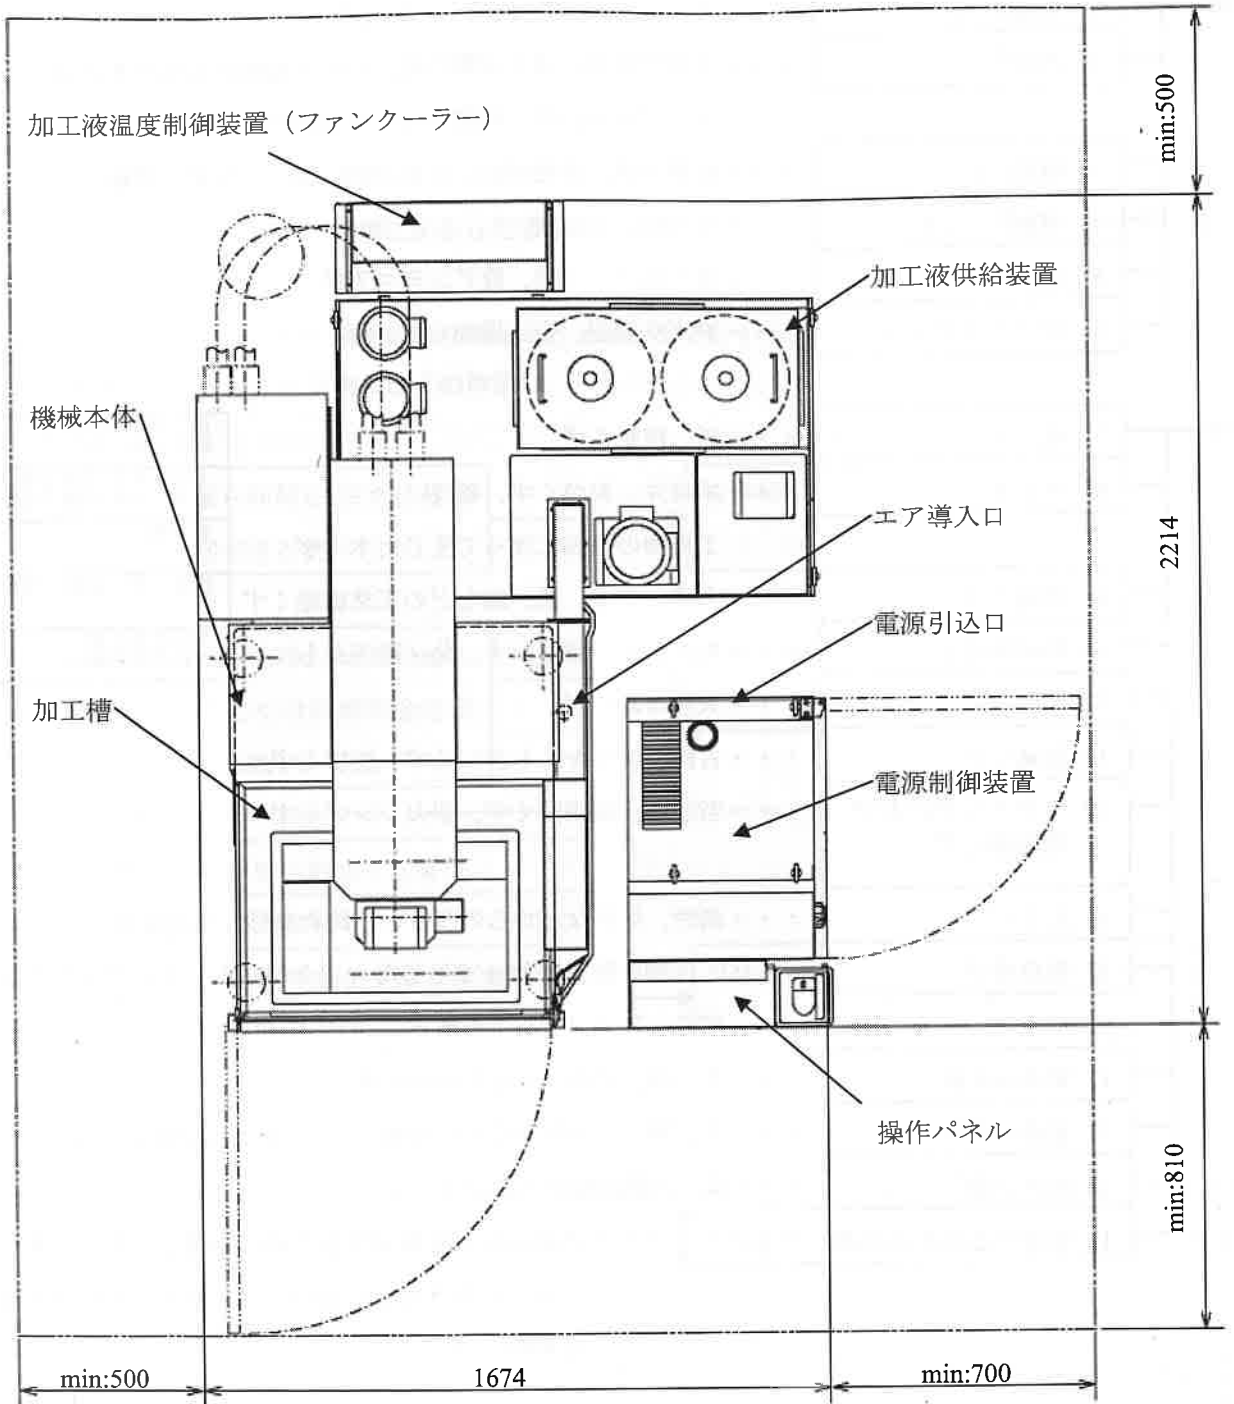 min:500
加工液温度制御装置（ファンクーラー）
加工液供給装置
機械本体
エア導入口
2214
電源引込口
加工槽
電源制御装置
操作パネル
min:810
min:500
1674
min:700